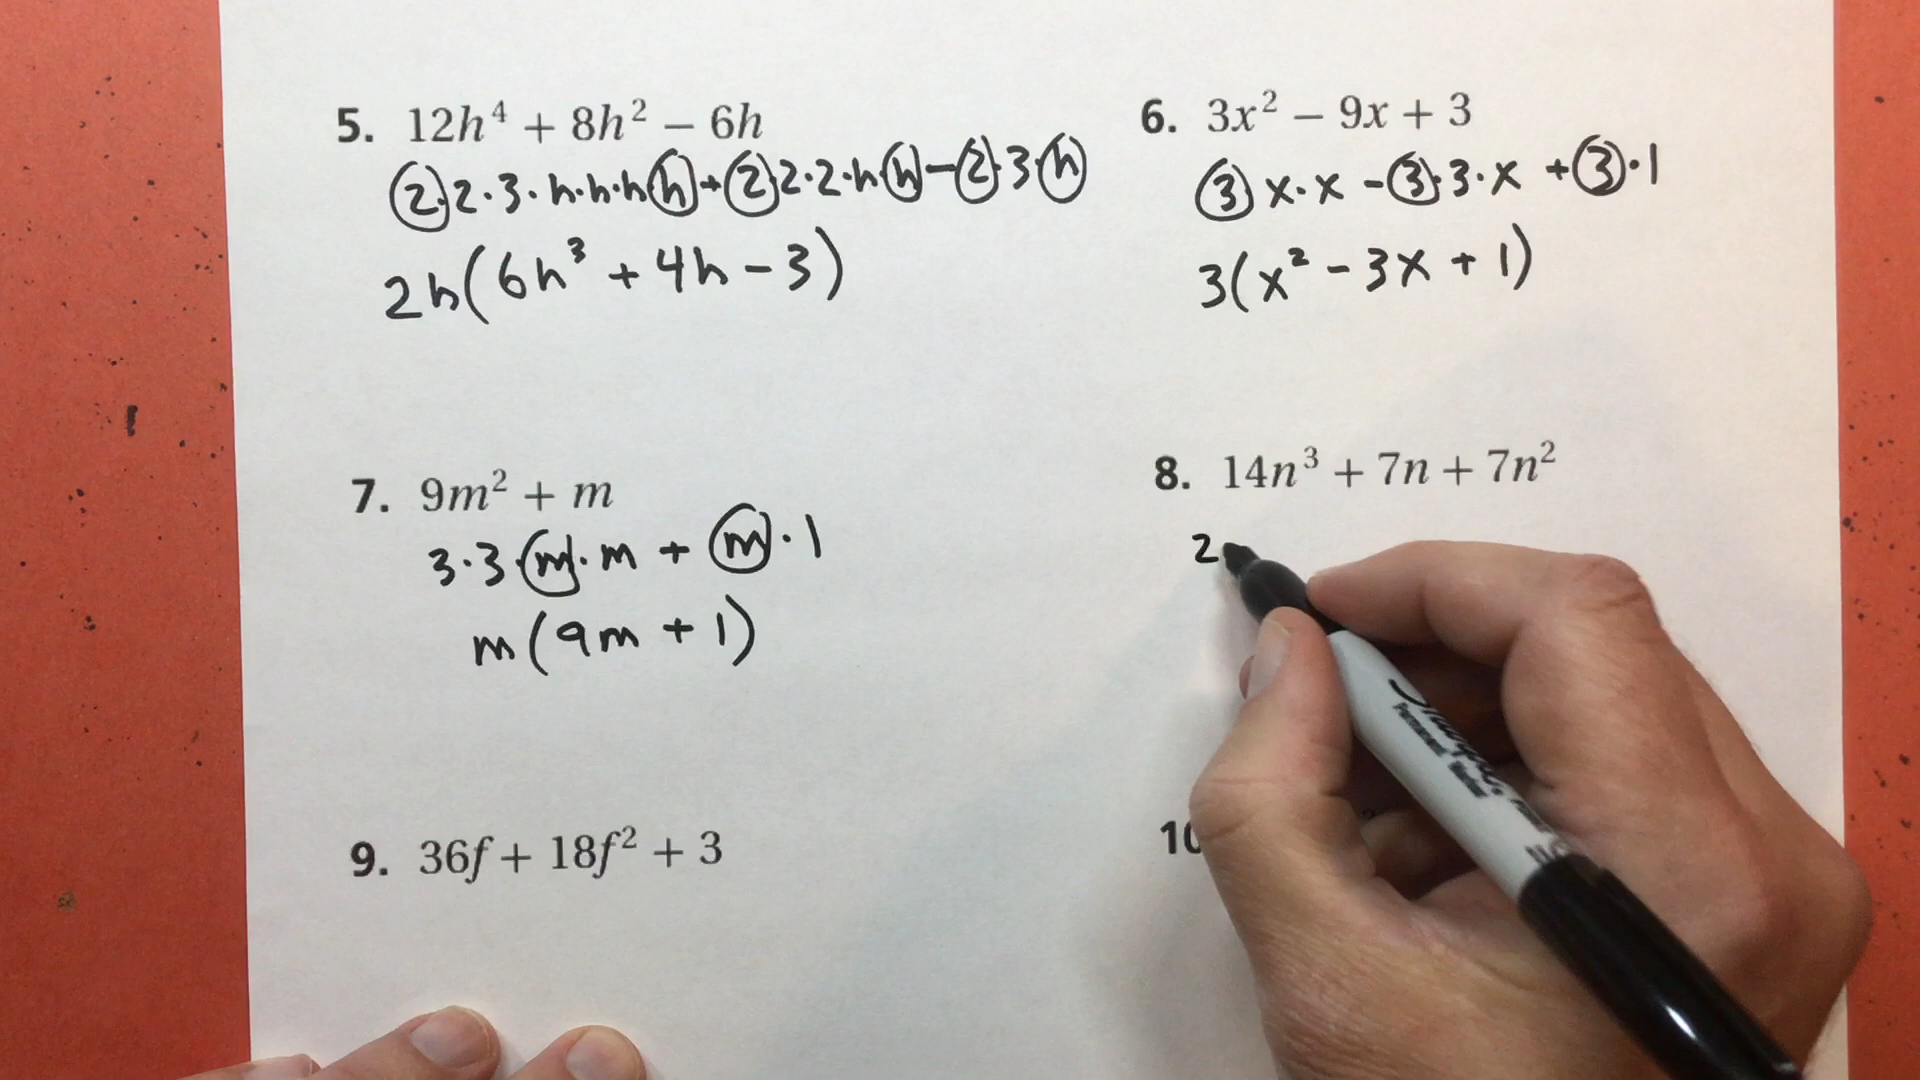 5. 12h⁴ + 8h² − 6h
2·2·3·h·h·h·h+2·2·2·h·h−2·3·h
2h(6h³ + 4h − 3)
6. 3x² − 9x + 3
3 x·x − 3·3·x + 3·1
3(x² − 3x + 1)
7. 9m² + m
3·3·m·m + m·1
m(9m + 1)
8. 14n³ + 7n + 7n²
2
9. 36f + 18f² + 3
10
Sharpie